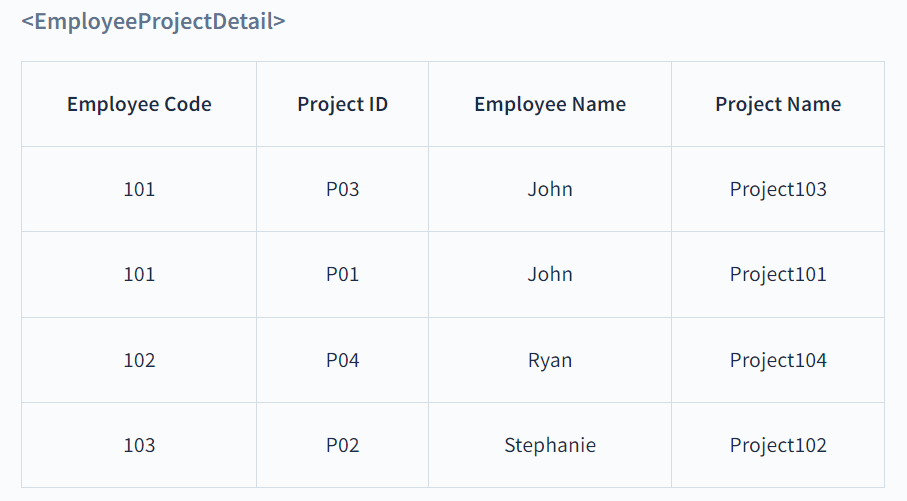 <EmployeeProjectDetail>
Employee Code Project ID Employee Name Project Name
101 P03 John Project103
101 P01 John Project101
102 P04 Ryan Project104
103 P02 Stephanie Project102